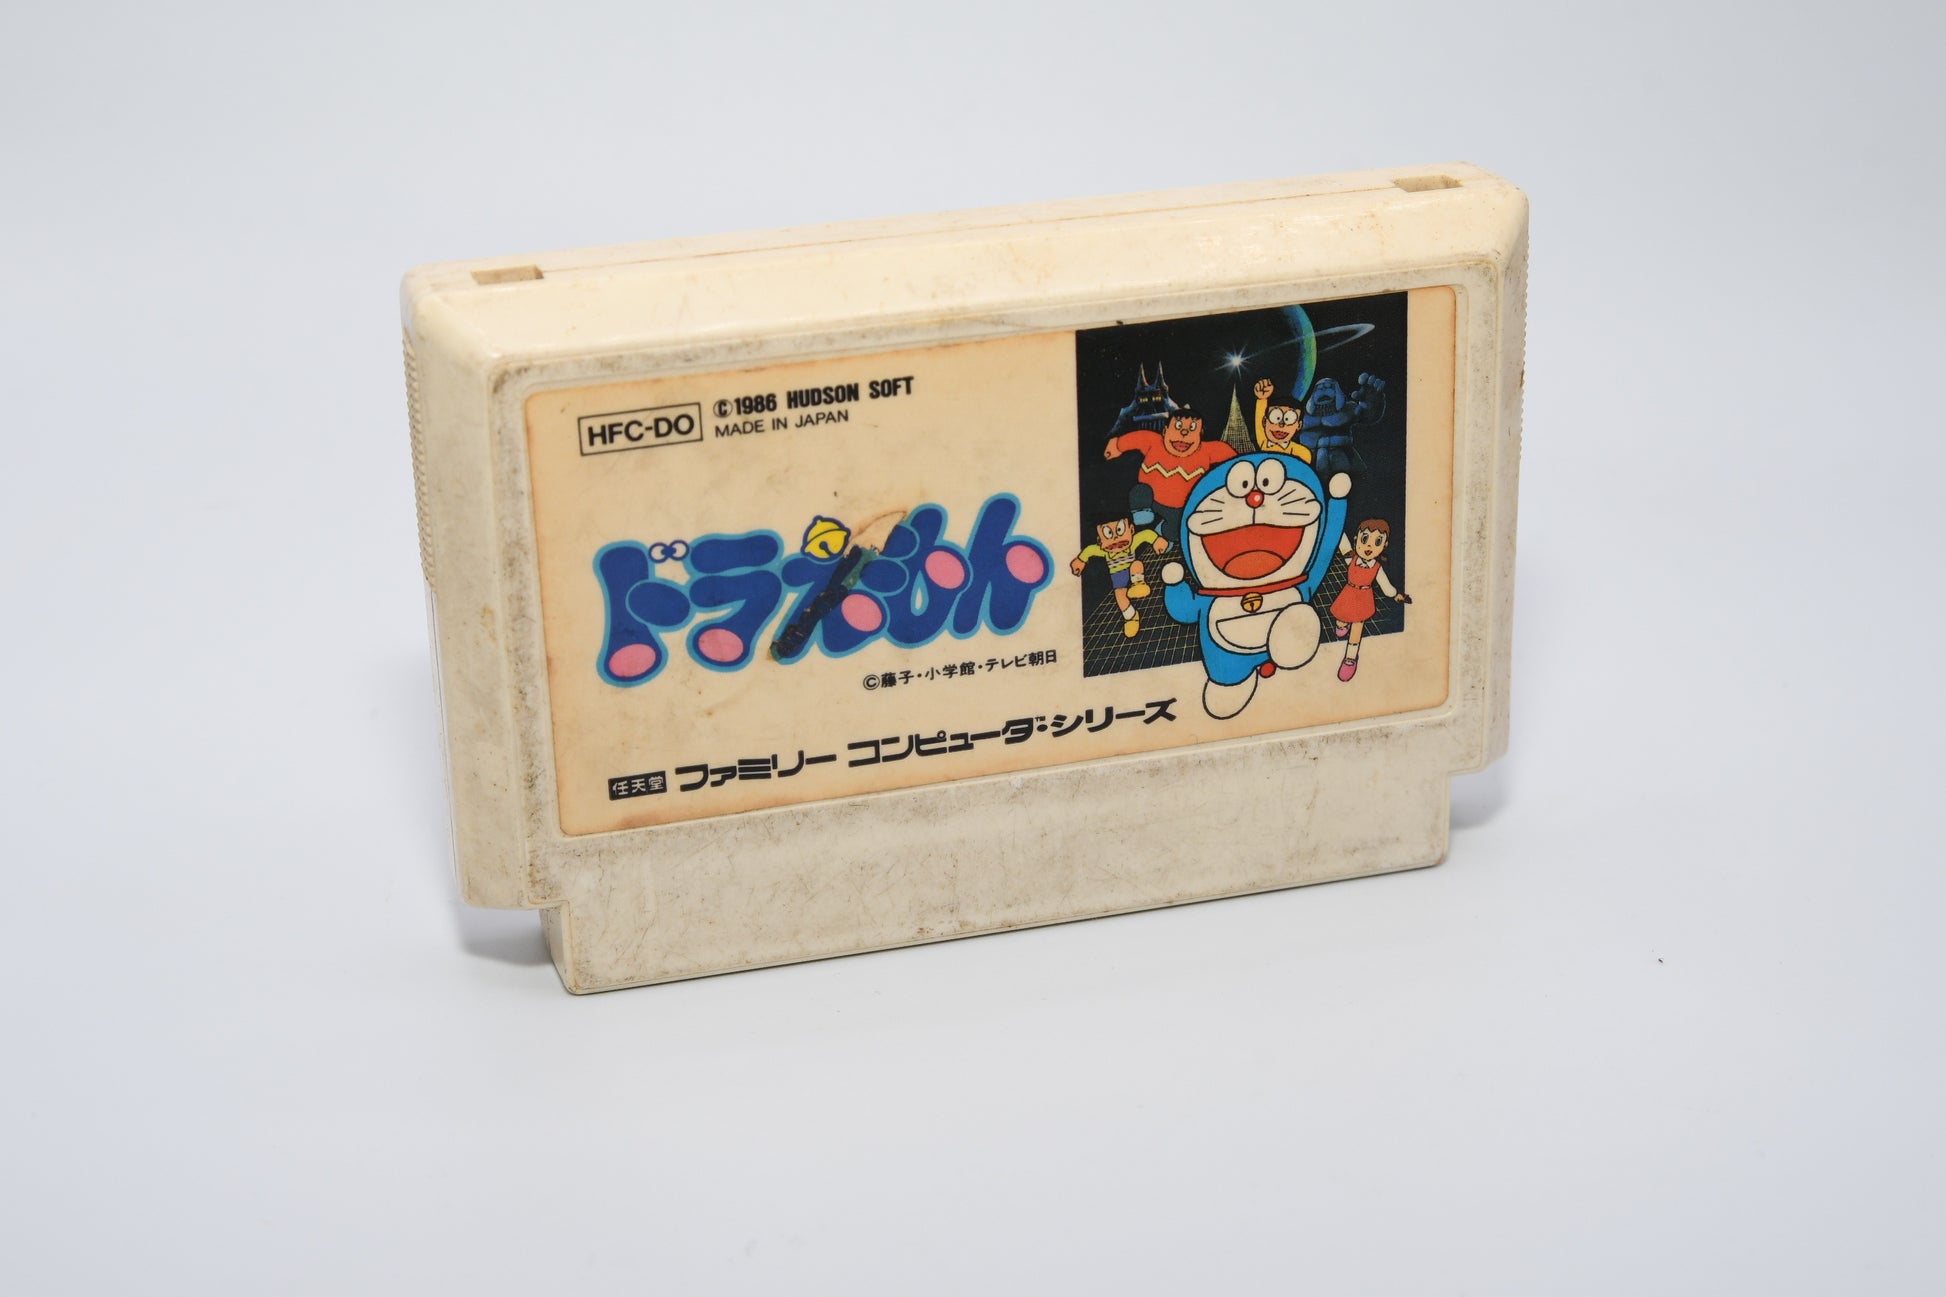 HFC-DO
©1986 HUDSON SOFT
MADE IN JAPAN
ドラえもん
©藤子・小学館・テレビ朝日
任天堂 ファミリー コンピュータ™・シリーズ